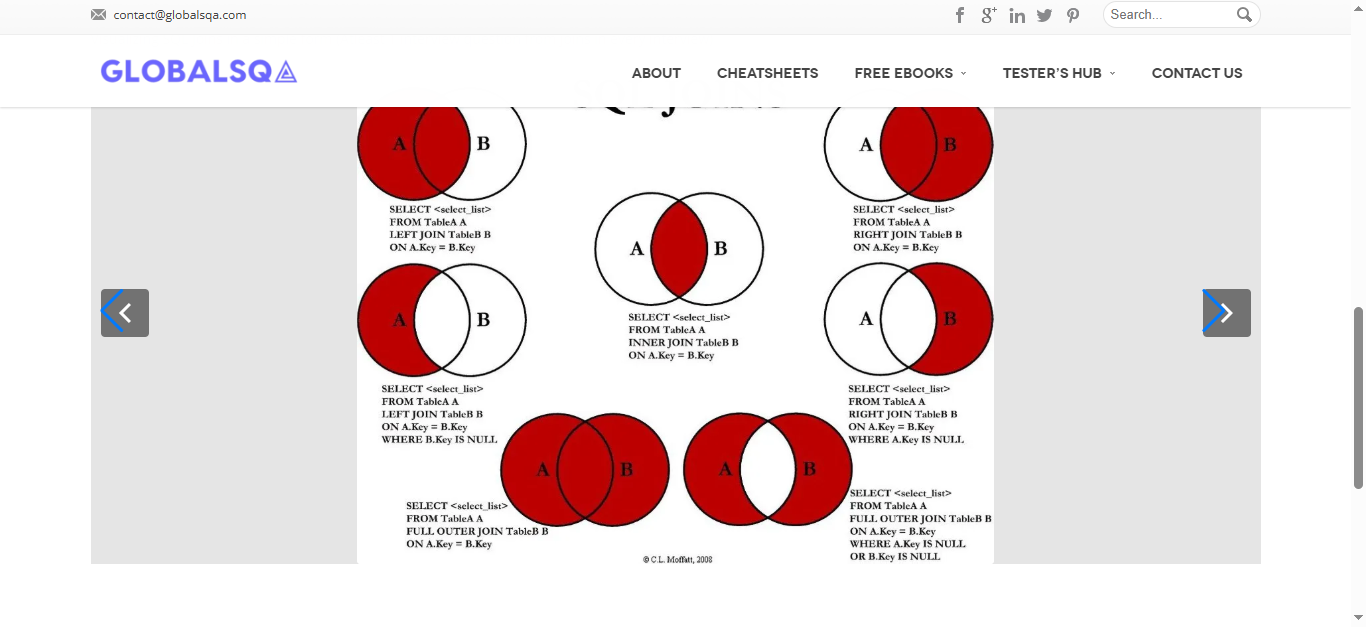 contact@globalsqa.com
Search...
GLOBALSQA
ABOUT
CHEATSHEETS
FREE EBOOKS
TESTER'S HUB
CONTACT US
A
B
SELECT <select_list>
FROM TableA A
LEFT JOIN TableB B
ON A.Key = B.Key
A
B
SELECT <select_list>
FROM TableA A
RIGHT JOIN TableB B
ON A.Key = B.Key
A
B
SELECT <select_list>
FROM TableA A
INNER JOIN TableB B
ON A.Key = B.Key
A
B
SELECT <select_list>
FROM TableA A
LEFT JOIN TableB B
ON A.Key = B.Key
WHERE B.Key IS NULL
A
B
SELECT <select_list>
FROM TableA A
RIGHT JOIN TableB B
ON A.Key = B.Key
WHERE A.Key IS NULL
A
B
SELECT <select_list>
FROM TableA A
FULL OUTER JOIN TableB B
ON A.Key = B.Key
A
B
SELECT <select_list>
FROM TableA A
FULL OUTER JOIN TableB B
ON A.Key = B.Key
WHERE A.Key IS NULL
OR B.Key IS NULL
© C.L. Moffatt, 2008